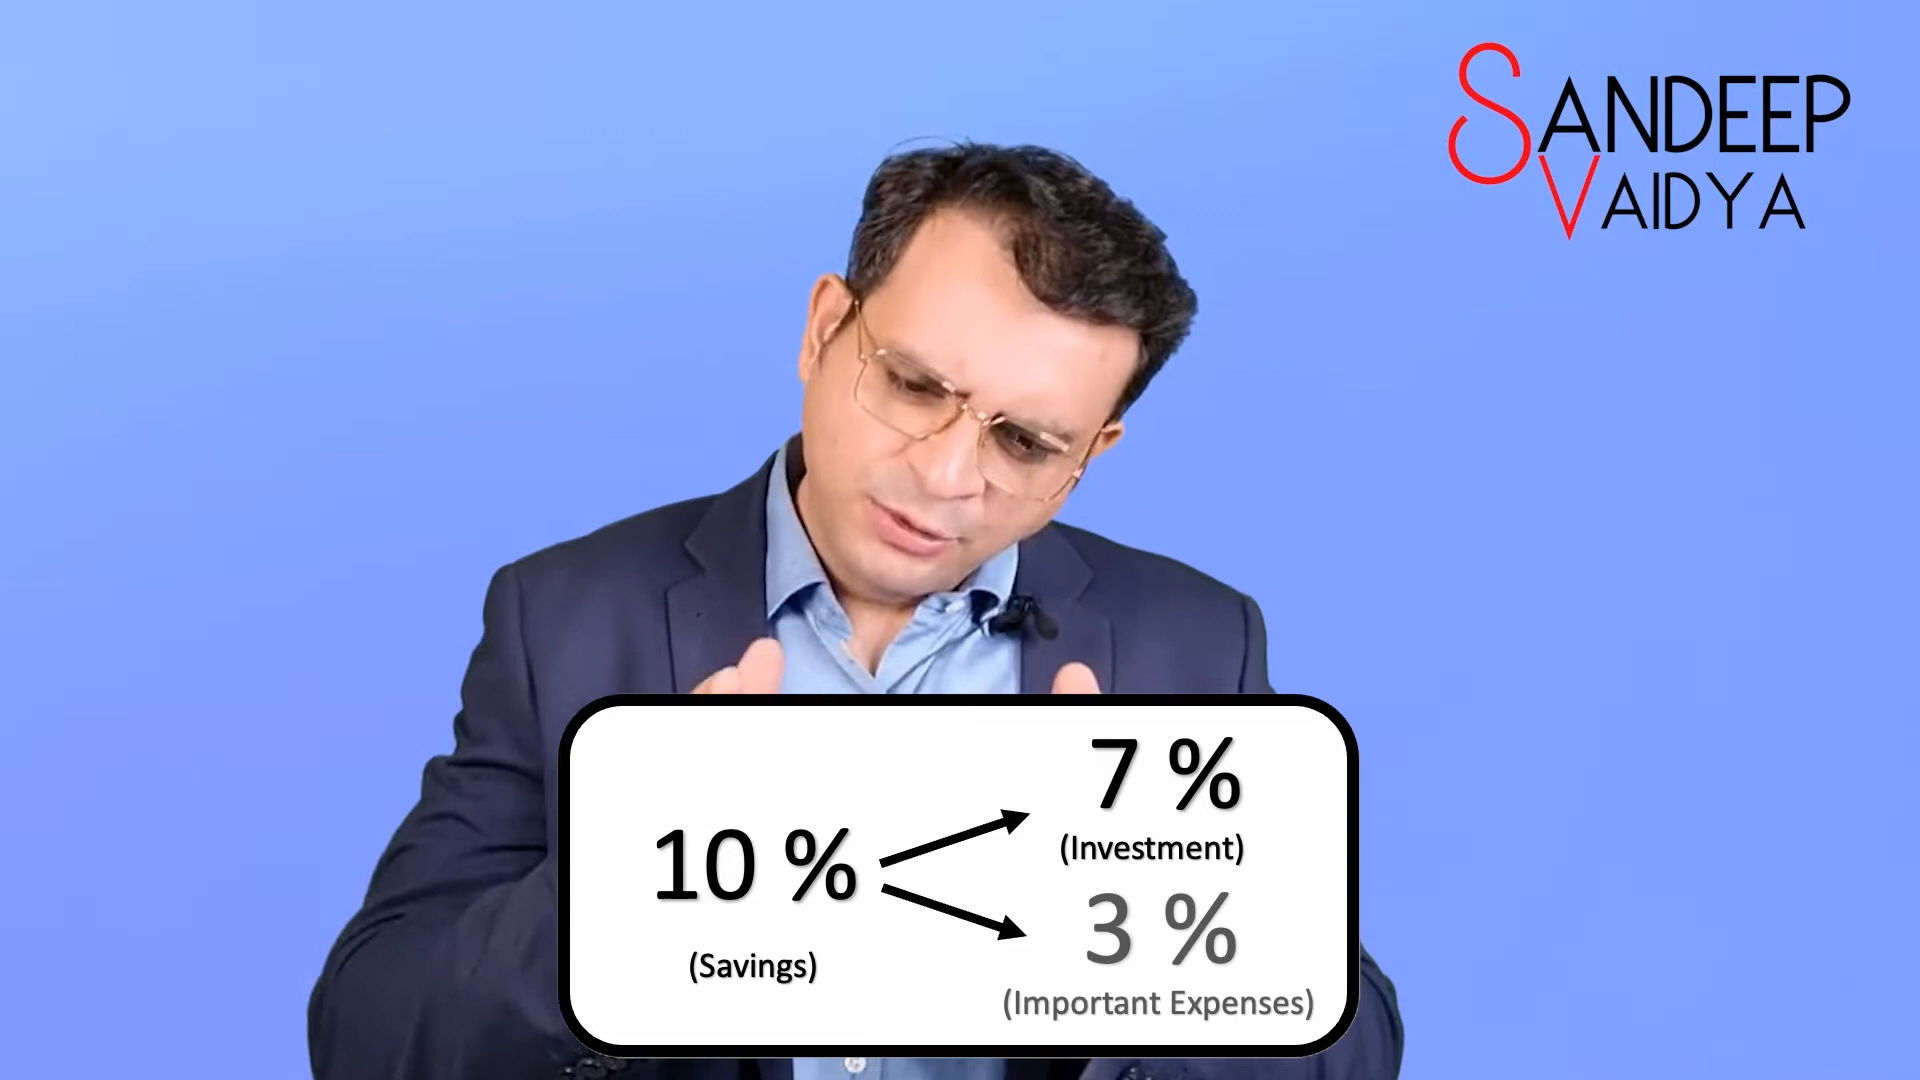 SANDEEP
VAIDYA
7 %
(Investment)
10 %
(Savings)
3 %
(Important Expenses)